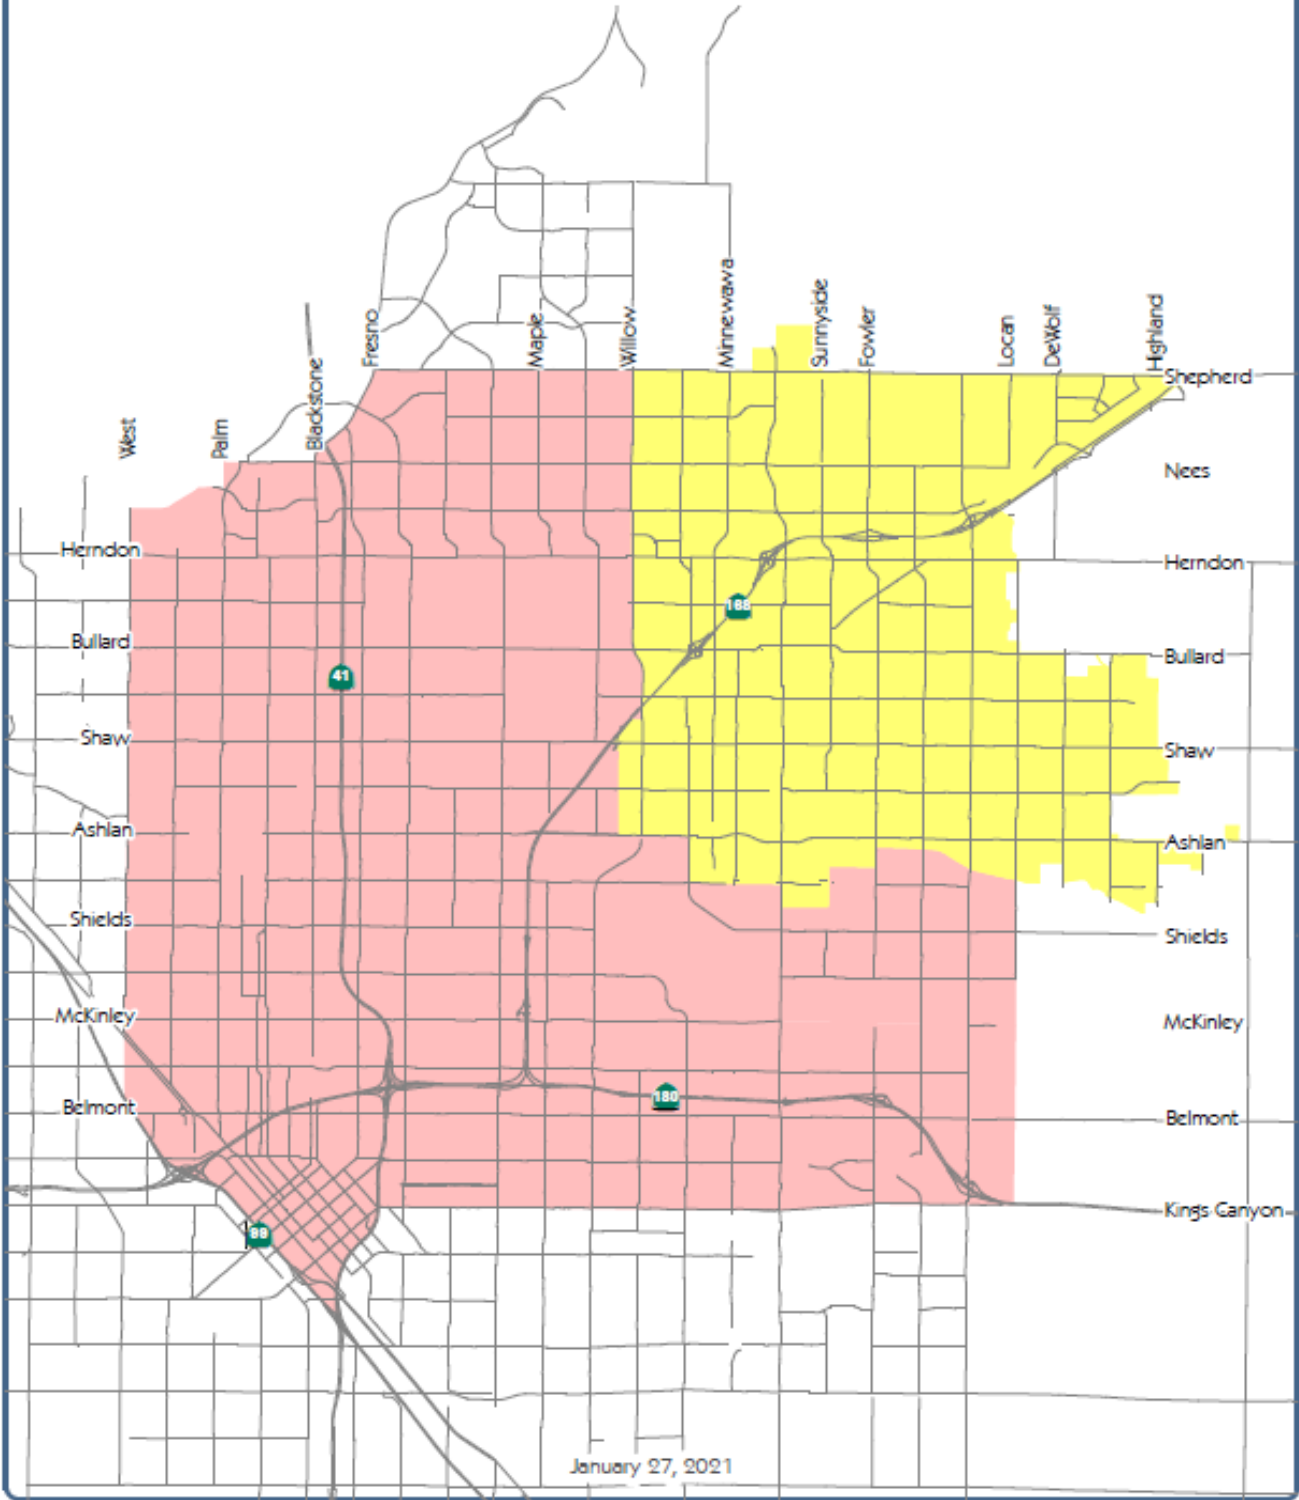 West
Palm
Blackstone
Fresno
Maple
Willow
Minnewawa
Sunnyside
Fowler
Locan
DeWolf
Highland
Shepherd
Nees
Herndon
Herndon
168
Bullard
Bullard
41
Shaw
Shaw
Ashlan
Ashlan
Shields
Shields
McKinley
McKinley
180
Belmont
Belmont
Kings Canyon
99
January 27, 2021